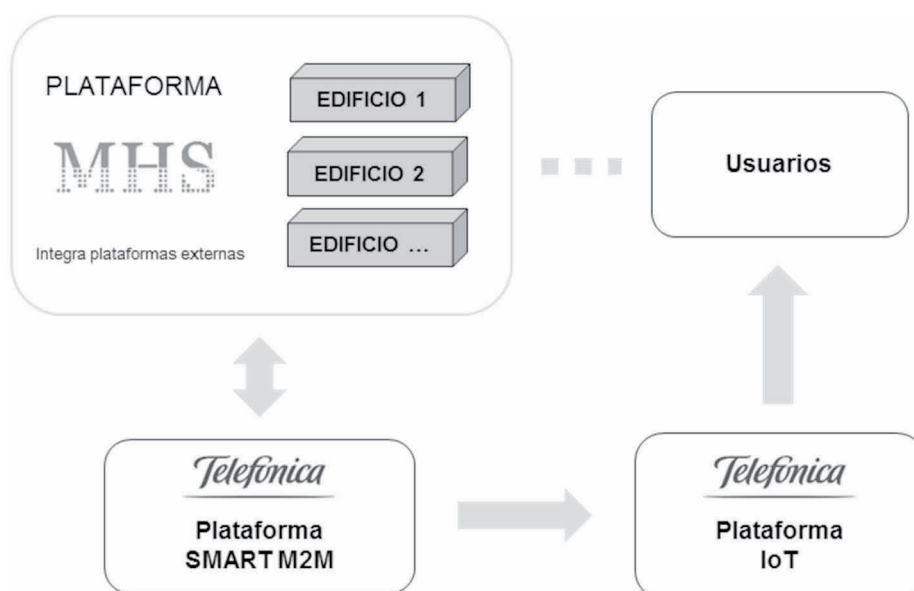 PLATAFORMA
MHS
Integra plataformas externas
EDIFICIO 1
EDIFICIO 2
EDIFICIO ...
Usuarios
Telefónica
Plataforma
SMART M2M
Telefónica
Plataforma
IoT